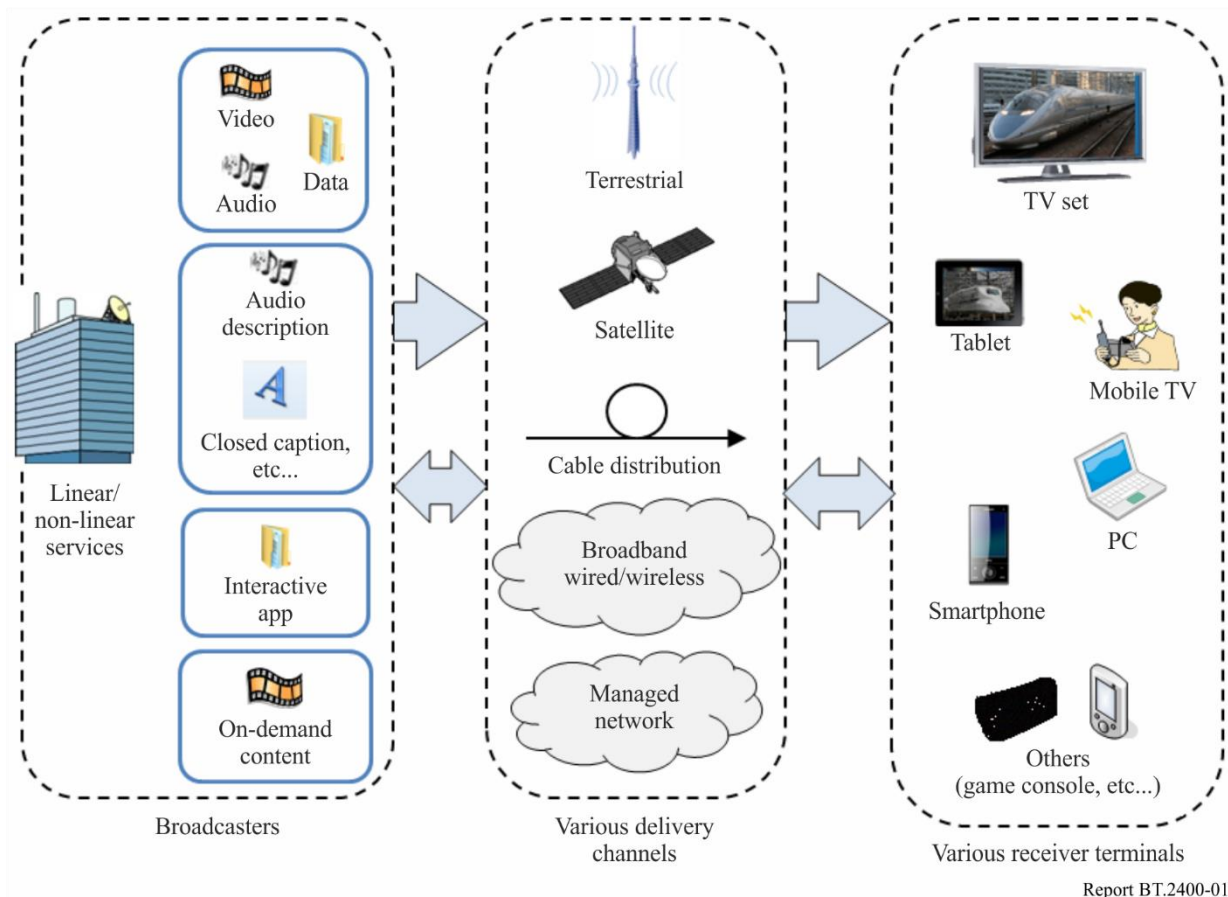 Video
Data
Audio
Audio
description
Closed caption,
etc...
Linear/
non-linear
services
Interactive
app
On-demand
content
Broadcasters
Terrestrial
Satellite
Cable distribution
Broadband
wired/wireless
Managed
network
Various delivery
channels
TV set
Tablet
Mobile TV
PC
Smartphone
Others
(game console, etc...)
Various receiver terminals
Report BT.2400-01